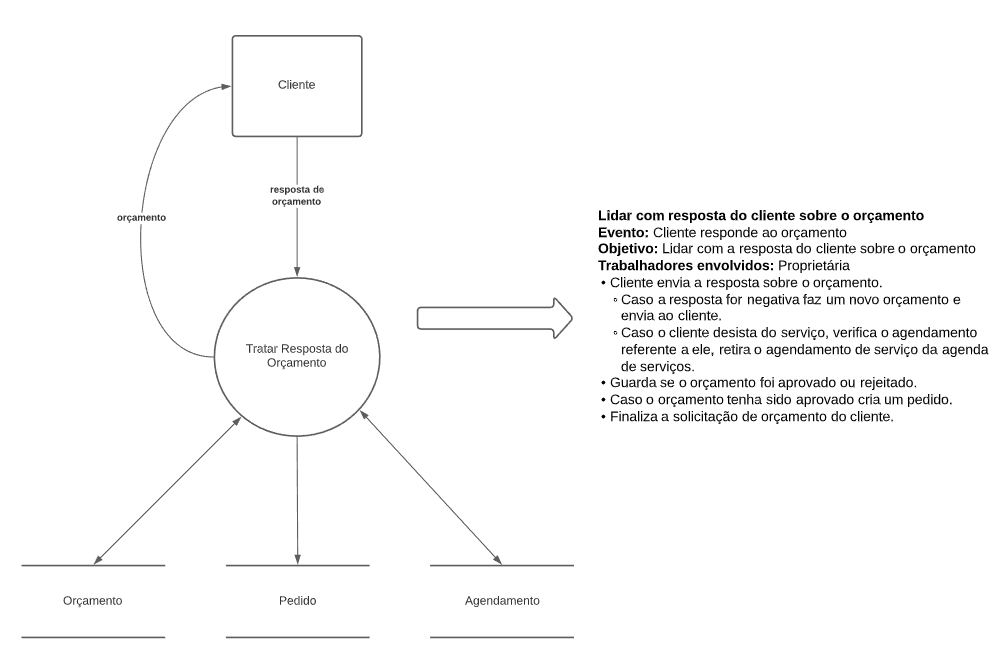 Cliente
resposta de
orçamento
orçamento
Tratar Resposta do
Orçamento
Orçamento
Pedido
Agendamento
Lidar com resposta do cliente sobre o orçamento
Evento: Cliente responde ao orçamento
Objetivo: Lidar com a resposta do cliente sobre o orçamento
Trabalhadores envolvidos: Proprietária
• Cliente envia a resposta sobre o orçamento.
◦ Caso a resposta for negativa faz um novo orçamento e
envia ao cliente.
◦ Caso o cliente desista do serviço, verifica o agendamento
referente a ele, retira o agendamento de serviço da agenda
de serviços.
• Guarda se o orçamento foi aprovado ou rejeitado.
• Caso o orçamento tenha sido aprovado cria um pedido.
• Finaliza a solicitação de orçamento do cliente.